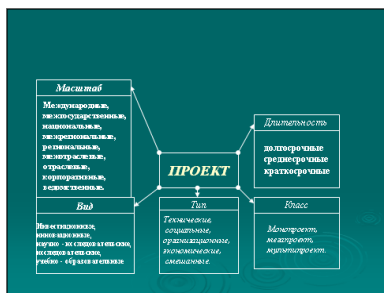 Масштаб
Международные,
межгосударственные,
национальные,
межрегиональные,
региональные,
межотраслевые,
отраслевые,
корпоративные,
ведомственные.
Длительность
долгосрочные
среднесрочные
краткосрочные
ПРОЕКТ
Вид
Инвестиционные,
инновационные,
научно - исследовательские,
исследовательские,
учебно - образовательные
Тип
Технические,
социальные,
организационные,
экономические,
смешанные.
Класс
Монопроект,
мегапроект,
мультипроект.